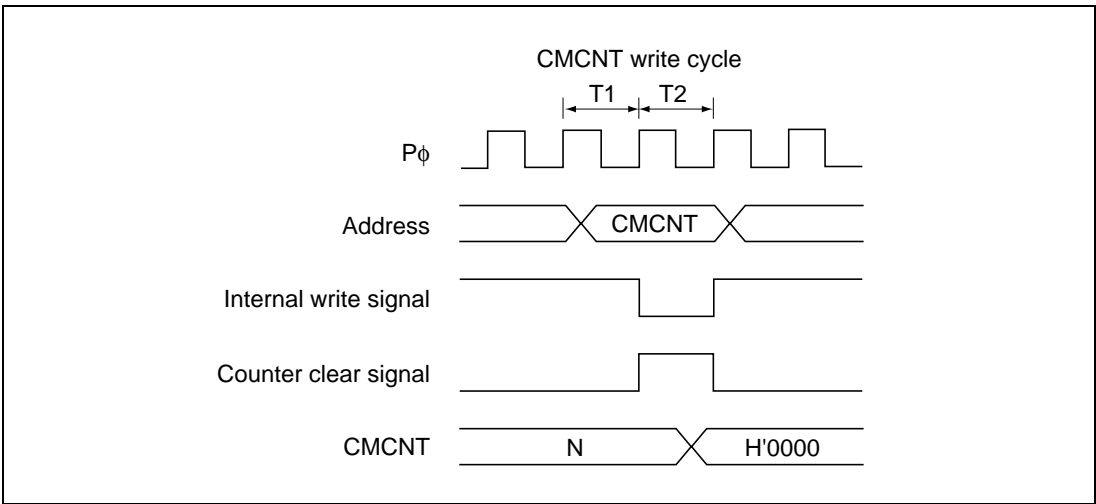 CMCNT write cycle
T1 T2
Pϕ
Address CMCNT
Internal write signal
Counter clear signal
CMCNT N H'0000